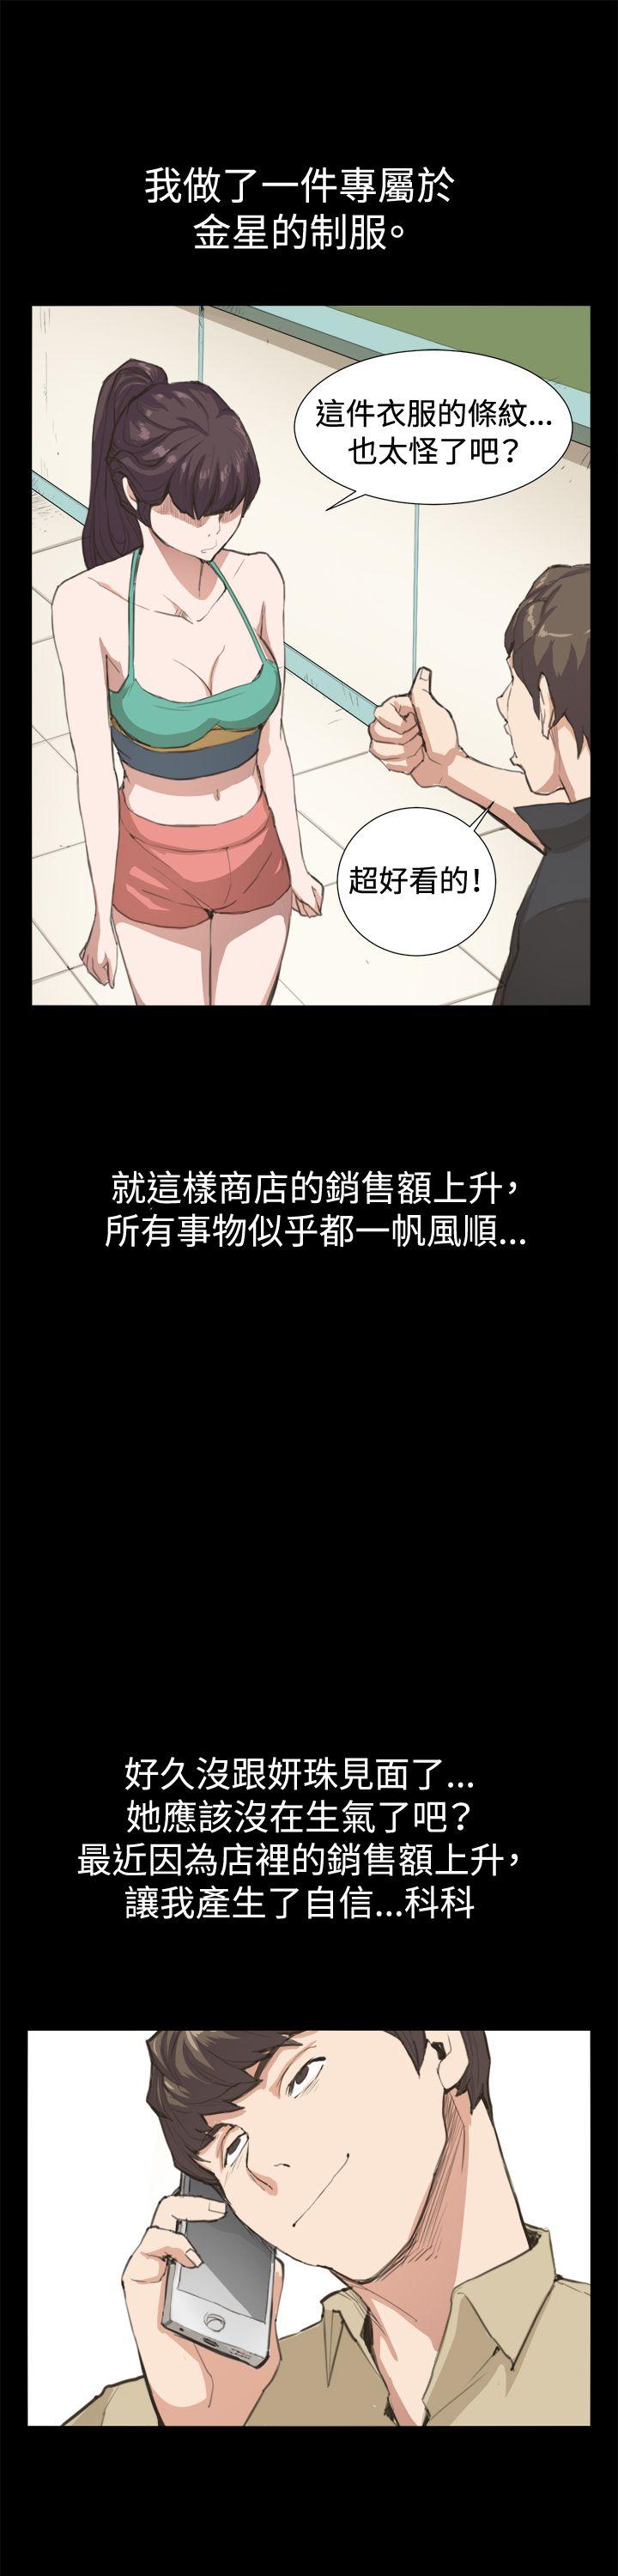 我做了一件專屬於
金星的制服。
這件衣服的條紋...
也太怪了吧？
超好看的！
就這樣商店的銷售額上升，
所有事物似乎都一帆風順...
好久沒跟妍珠見面了...
她應該沒在生氣了吧？
最近因為店裡的銷售額上升，
讓我產生了自信...科科